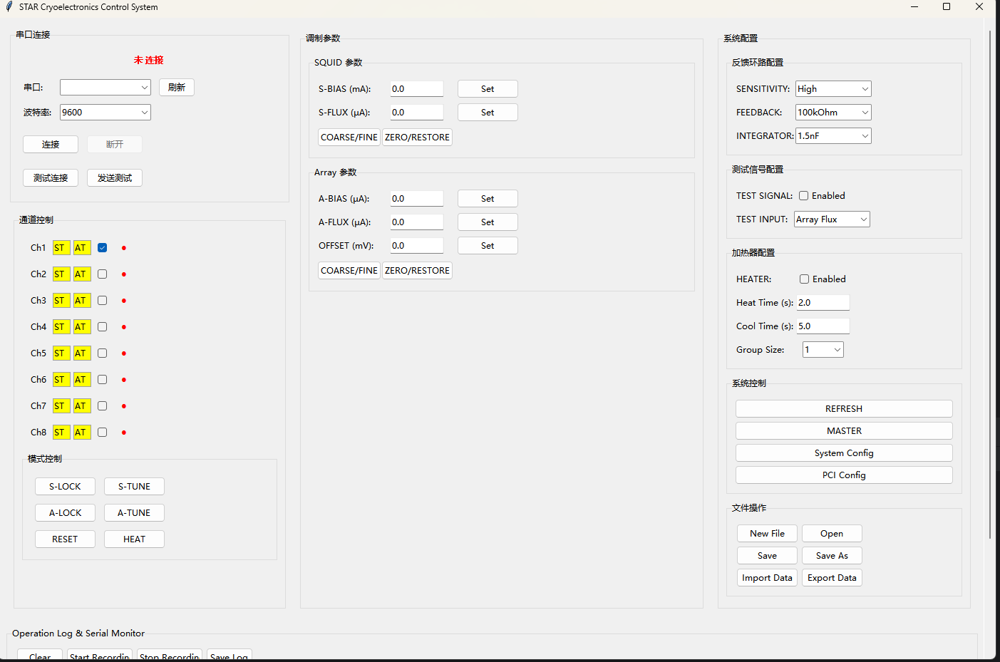 STAR Cryoelectronics Control System
串口连接
未连接
串口:
刷新
波特率: 9600
连接 断开
测试连接 发送测试
通道控制
Ch1 ST AT
Ch2 ST AT
Ch3 ST AT
Ch4 ST AT
Ch5 ST AT
Ch6 ST AT
Ch7 ST AT
Ch8 ST AT
模式控制
S-LOCK S-TUNE
A-LOCK A-TUNE
RESET HEAT
调制参数
SQUID 参数
S-BIAS (mA): 0.0 Set
S-FLUX (μA): 0.0 Set
COARSE/FINE ZERO/RESTORE
Array 参数
A-BIAS (μA): 0.0 Set
A-FLUX (μA): 0.0 Set
OFFSET (mV): 0.0 Set
COARSE/FINE ZERO/RESTORE
系统配置
反馈环路配置
SENSITIVITY: High
FEEDBACK: 100kOhm
INTEGRATOR: 1.5nF
测试信号配置
TEST SIGNAL: Enabled
TEST INPUT: Array Flux
加热器配置
HEATER: Enabled
Heat Time (s): 2.0
Cool Time (s): 5.0
Group Size: 1
系统控制
REFRESH
MASTER
System Config
PCI Config
文件操作
New File Open
Save Save As
Import Data Export Data
Operation Log & Serial Monitor
Clear Start Recordin Stop Recordin Save Log